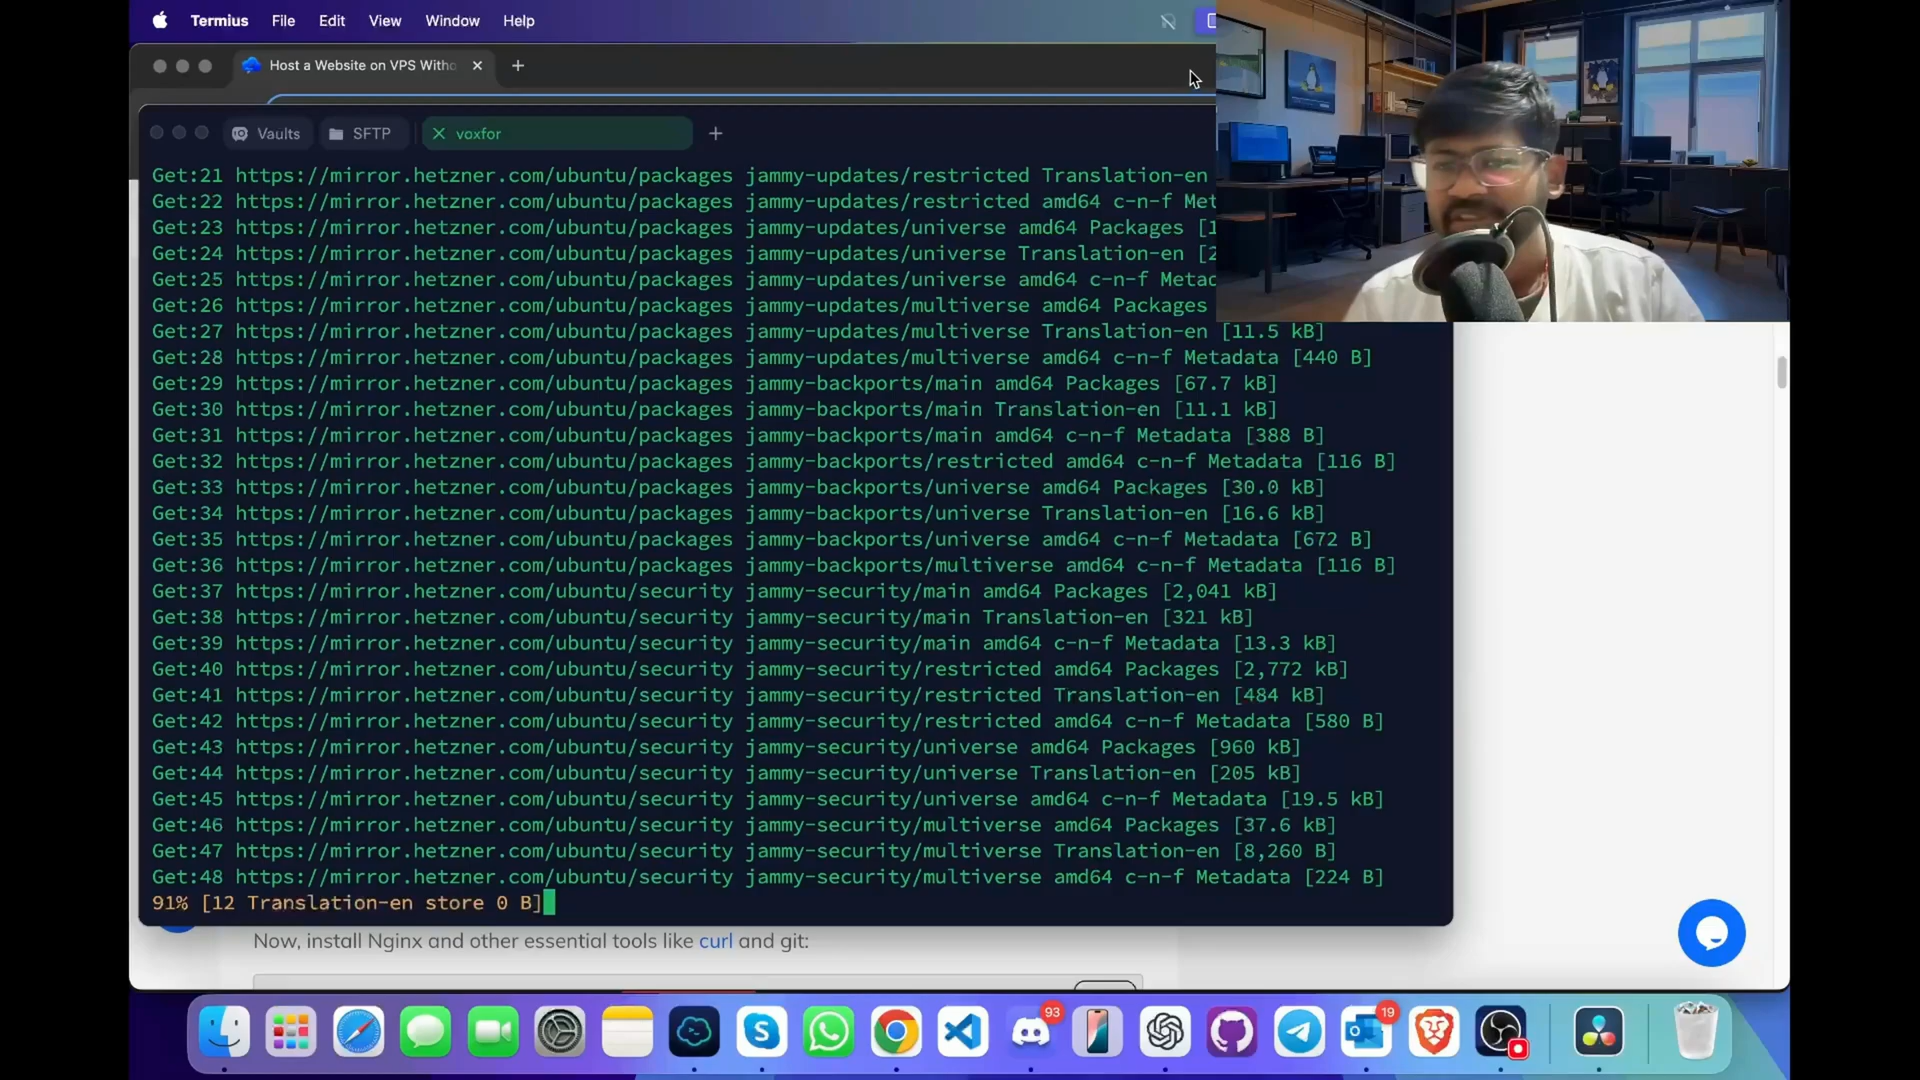 Termius File Edit View Window Help
Host a Website on VPS Witho
Vaults SFTP voxfor
Get:21 https://mirror.hetzner.com/ubuntu/packages jammy-updates/restricted Translation-en
Get:22 https://mirror.hetzner.com/ubuntu/packages jammy-updates/restricted amd64 c-n-f Met
Get:23 https://mirror.hetzner.com/ubuntu/packages jammy-updates/universe amd64 Packages [1
Get:24 https://mirror.hetzner.com/ubuntu/packages jammy-updates/universe Translation-en [2
Get:25 https://mirror.hetzner.com/ubuntu/packages jammy-updates/universe amd64 c-n-f Metad
Get:26 https://mirror.hetzner.com/ubuntu/packages jammy-updates/multiverse amd64 Packages
Get:27 https://mirror.hetzner.com/ubuntu/packages jammy-updates/multiverse Translation-en [11.5 kB]
Get:28 https://mirror.hetzner.com/ubuntu/packages jammy-updates/multiverse amd64 c-n-f Metadata [440 B]
Get:29 https://mirror.hetzner.com/ubuntu/packages jammy-backports/main amd64 Packages [67.7 kB]
Get:30 https://mirror.hetzner.com/ubuntu/packages jammy-backports/main Translation-en [11.1 kB]
Get:31 https://mirror.hetzner.com/ubuntu/packages jammy-backports/main amd64 c-n-f Metadata [388 B]
Get:32 https://mirror.hetzner.com/ubuntu/packages jammy-backports/restricted amd64 c-n-f Metadata [116 B]
Get:33 https://mirror.hetzner.com/ubuntu/packages jammy-backports/universe amd64 Packages [30.0 kB]
Get:34 https://mirror.hetzner.com/ubuntu/packages jammy-backports/universe Translation-en [16.6 kB]
Get:35 https://mirror.hetzner.com/ubuntu/packages jammy-backports/universe amd64 c-n-f Metadata [672 B]
Get:36 https://mirror.hetzner.com/ubuntu/packages jammy-backports/multiverse amd64 c-n-f Metadata [116 B]
Get:37 https://mirror.hetzner.com/ubuntu/security jammy-security/main amd64 Packages [2,041 kB]
Get:38 https://mirror.hetzner.com/ubuntu/security jammy-security/main Translation-en [321 kB]
Get:39 https://mirror.hetzner.com/ubuntu/security jammy-security/main amd64 c-n-f Metadata [13.3 kB]
Get:40 https://mirror.hetzner.com/ubuntu/security jammy-security/restricted amd64 Packages [2,772 kB]
Get:41 https://mirror.hetzner.com/ubuntu/security jammy-security/restricted Translation-en [484 kB]
Get:42 https://mirror.hetzner.com/ubuntu/security jammy-security/restricted amd64 c-n-f Metadata [580 B]
Get:43 https://mirror.hetzner.com/ubuntu/security jammy-security/universe amd64 Packages [960 kB]
Get:44 https://mirror.hetzner.com/ubuntu/security jammy-security/universe Translation-en [205 kB]
Get:45 https://mirror.hetzner.com/ubuntu/security jammy-security/universe amd64 c-n-f Metadata [19.5 kB]
Get:46 https://mirror.hetzner.com/ubuntu/security jammy-security/multiverse amd64 Packages [37.6 kB]
Get:47 https://mirror.hetzner.com/ubuntu/security jammy-security/multiverse Translation-en [8,260 B]
Get:48 https://mirror.hetzner.com/ubuntu/security jammy-security/multiverse amd64 c-n-f Metadata [224 B]
91% [12 Translation-en store 0 B]
Now, install Nginx and other essential tools like curl and git:
93 19